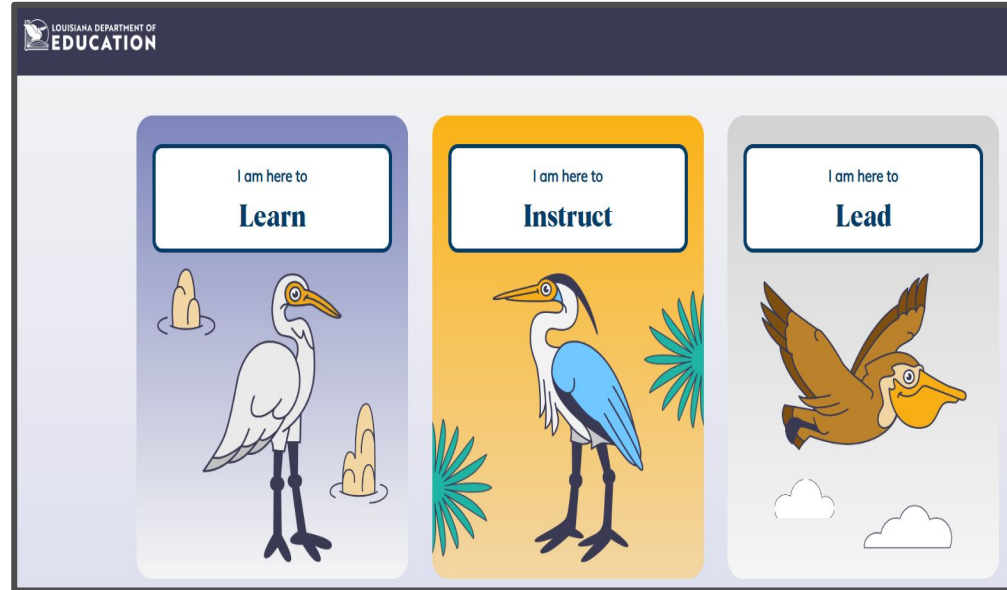 LOUISIANA DEPARTMENT OF
EDUCATION
I am here to
Learn
I am here to
Instruct
I am here to
Lead